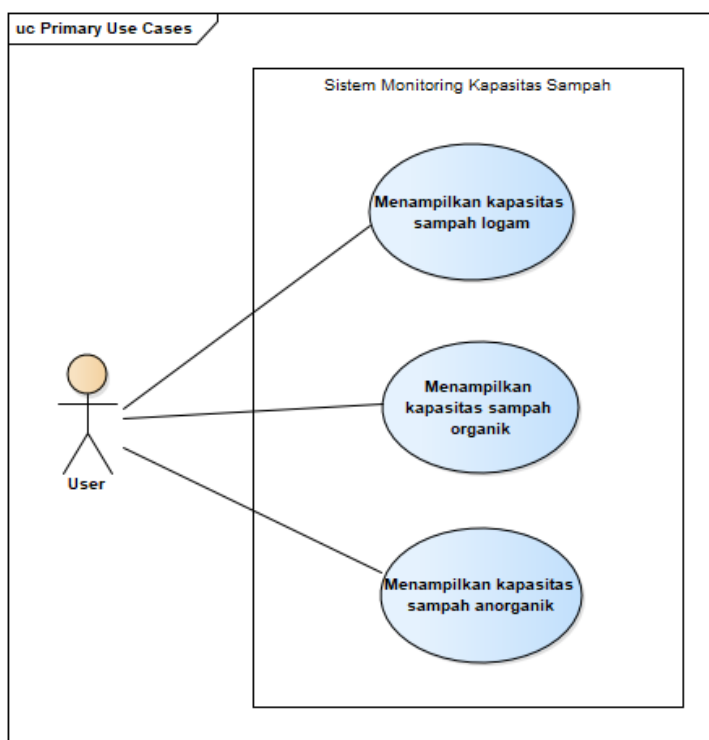 uc Primary Use Cases
Sistem Monitoring Kapasitas Sampah
Menampilkan kapasitas
sampah logam
Menampilkan
kapasitas sampah
organik
User
Menampilkan kapasitas
sampah anorganik